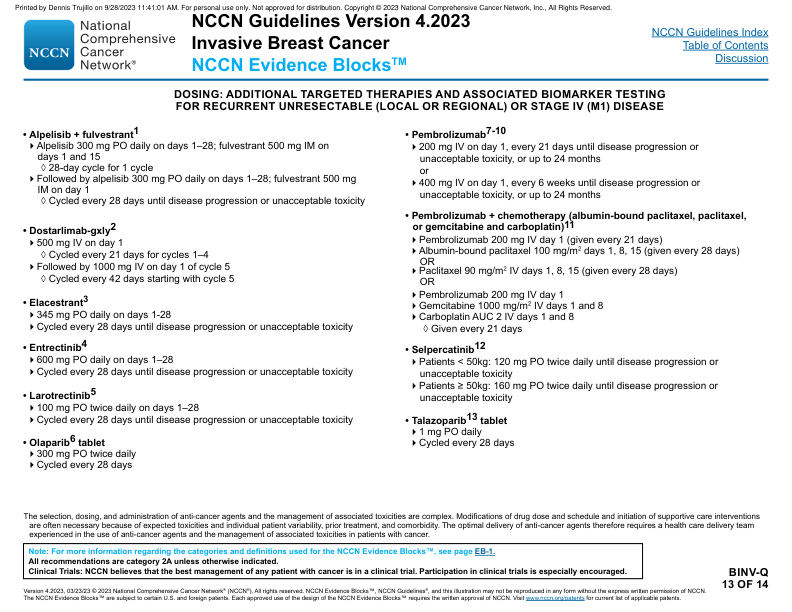 Printed by Dennis Trujillo on 9/28/2023 11:41:01 AM. For personal use only. Not approved for distribution. Copyright © 2023 National Comprehensive Cancer Network, Inc., All Rights Reserved.
NCCN
National
Comprehensive
Cancer
Network®
NCCN Guidelines Version 4.2023
Invasive Breast Cancer
NCCN Evidence Blocks™
NCCN Guidelines Index
Table of Contents
Discussion
DOSING: ADDITIONAL TARGETED THERAPIES AND ASSOCIATED BIOMARKER TESTING
FOR RECURRENT UNRESECTABLE (LOCAL OR REGIONAL) OR STAGE IV (M1) DISEASE
• Alpelisib + fulvestrant1
Alpelisib 300 mg PO daily on days 1–28; fulvestrant 500 mg IM on
days 1 and 15
◊ 28-day cycle for 1 cycle
Followed by alpelisib 300 mg PO on days 1–28; fulvestrant 500 mg
IM on day 1
◊ Cycled every 28 days until disease progression or unacceptable toxicity
• Dostarlimab-gxly2
500 mg IV on day 1
◊ Cycled every 21 days for cycles 1–4
Followed by 1000 mg IV on day 1 of cycle 5
◊ Cycled every 42 days starting with cycle 5
• Elacestrant3
345 mg PO daily on days 1-28
Cycled every 28 days until disease progression or unacceptable toxicity
• Entrectinib4
600 mg PO daily on days 1–28
Cycled every 28 days until disease progression or unacceptable toxicity
• Larotrectinib5
100 mg PO twice daily on days 1–28
Cycled every 28 days until disease progression or unacceptable toxicity
• Olaparib6 tablet
300 mg PO twice daily
Cycled every 28 days
• Pembrolizumab7-10
200 mg IV on day 1, every 21 days until disease progression or
unacceptable toxicity, or up to 24 months
or
400 mg IV on day 1, every 6 weeks until disease progression or
unacceptable toxicity, or up to 24 months
• Pembrolizumab + chemotherapy (albumin-bound paclitaxel, paclitaxel,
or gemcitabine and carboplatin)11
Pembrolizumab 200 mg IV day 1 (given every 21 days)
Albumin-bound paclitaxel 100 mg/m2 days 1, 8, 15 (given every 28 days)
OR
Paclitaxel 90 mg/m2 IV days 1, 8, 15 (given every 28 days)
OR
Pembrolizumab 200 mg IV day 1
Gemcitabine 1000 mg/m2 IV days 1 and 8
Carboplatin AUC 2 IV days 1 and 8
◊ Given every 21 days
• Selpercatinib12
Patients < 50kg: 120 mg PO twice daily until disease progression or
unacceptable toxicity
Patients ≥ 50kg: 160 mg PO twice daily until disease progression or
unacceptable toxicity
• Talazoparib13 tablet
1 mg PO daily
Cycled every 28 days
The selection, dosing, and administration of anti-cancer agents and the management of associated toxicities are complex. Modifications of drug dose and schedule and initiation of supportive care interventions
are often necessary because of expected toxicities and individual patient variability, prior treatment, and comorbidity. The optimal delivery of anti-cancer agents therefore requires a health care delivery team
experienced in the use of anti-cancer agents and the management of associated toxicities in patients with cancer.
Note: For more information regarding the categories and definitions used for the NCCN Evidence Blocks™, see page EB-1.
All recommendations are category 2A unless otherwise indicated.
Clinical Trials: NCCN believes that the best management of any patient with cancer is in a clinical trial. Participation in clinical trials is especially encouraged.
BINV-Q
13 OF 14
Version 4.2023, 03/23/23 © 2023 National Comprehensive Cancer Network® (NCCN®), All rights reserved. NCCN Evidence Blocks™, NCCN Guidelines®, and this illustration may not be reproduced in any form without the express written permission of NCCN.
The NCCN Evidence Blocks™ are subject to certain U.S. and foreign patents. Each approved use of the design of the NCCN Evidence Blocks™ requires the written approval of NCCN. Visit www.nccn.org/patents for current list of applicable patents.